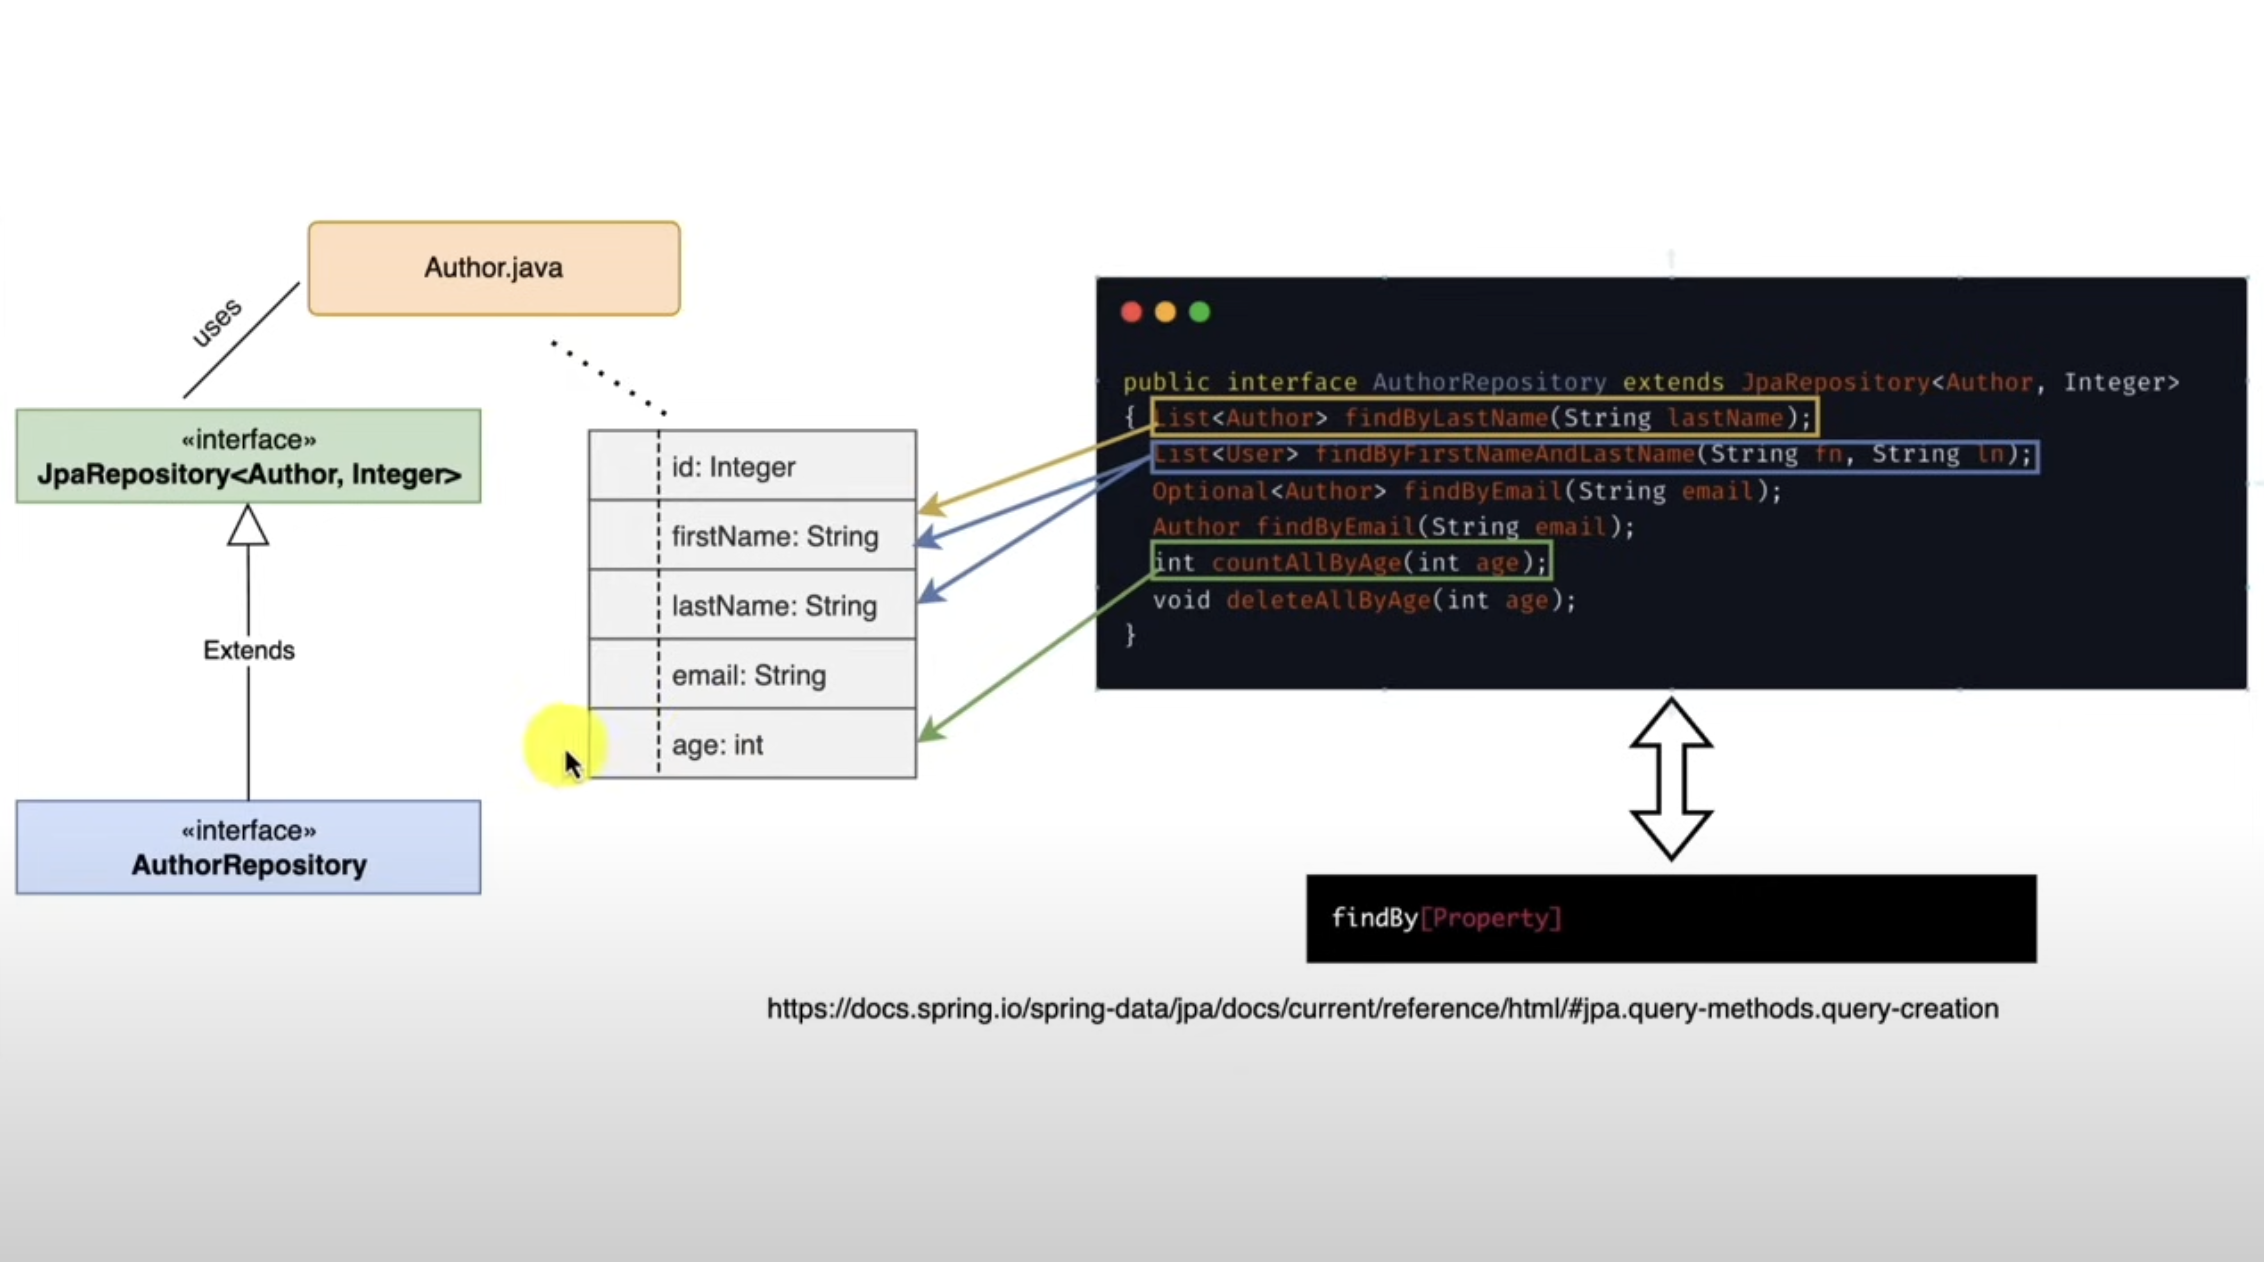 Author.java
uses
«interface»
JpaRepository<Author, Integer>
Extends
«interface»
AuthorRepository
id: Integer
firstName: String
lastName: String
email: String
age: int
public interface AuthorRepository extends JpaRepository<Author, Integer>
{ List<Author> findByLastName(String lastName);
List<User> findByFirstNameAndLastName(String fn, String ln);
Optional<Author> findByEmail(String email);
Author findByEmail(String email);
int countAllByAge(int age);
void deleteAllByAge(int age);
}
findBy[Property]
https://docs.spring.io/spring-data/jpa/docs/current/reference/html/#jpa.query-methods.query-creation